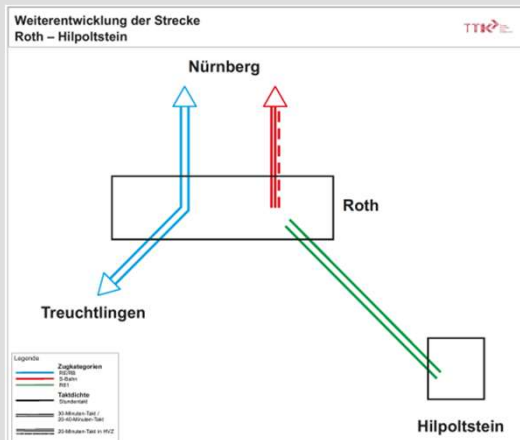 Weiterentwicklung der Strecke
Roth – Hilpoltstein
TTK
Nürnberg
Roth
Treuchtlingen
Hilpoltstein
Legende
Zugkategorien
RE/RB
S-Bahn
R61
Taktdichte
Stundentakt
30-Minuten-Takt /
20-40-Minuten-Takt
20-Minuten-Takt in HVZ